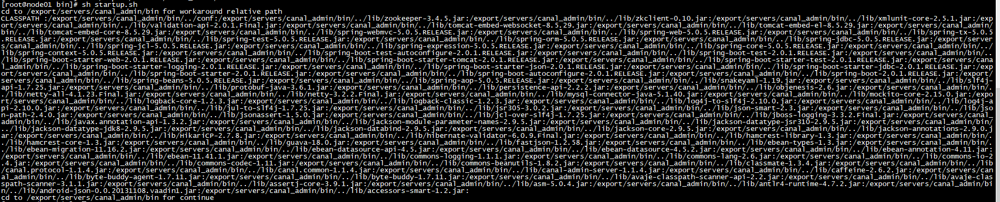 [root@node01 bin]# sh startup.sh
cd to /export/servers/canal_admin/bin for workaround relative path
CLASSPATH :/export/servers/canal_admin/bin/../conf:/export/servers/canal_admin/bin/../lib/zookeeper-3.4.5.jar:/export/servers/canal_admin/bin/../lib/zkclient-0.10.jar:/export/servers/canal_admin/bin/../lib/xmlunit-core-2.5.1.jar:/exp
ort/servers/canal_admin/bin/../lib/validation-api-2.0.1.Final.jar:/export/servers/canal_admin/bin/../lib/tomcat-embed-websocket-8.5.29.jar:/export/servers/canal_admin/bin/../lib/tomcat-embed-el-8.5.29.jar:/export/servers/canal_admin/
bin/../lib/tomcat-embed-core-8.5.29.jar:/export/servers/canal_admin/bin/../lib/spring-webmvc-5.0.5.RELEASE.jar:/export/servers/canal_admin/bin/../lib/spring-web-5.0.5.RELEASE.jar:/export/servers/canal_admin/bin/../lib/spring-tx-5.0.5
.RELEASE.jar:/export/servers/canal_admin/bin/../lib/spring-test-5.0.5.RELEASE.jar:/export/servers/canal_admin/bin/../lib/spring-orm-5.0.5.RELEASE.jar:/export/servers/canal_admin/bin/../lib/spring-jdbc-5.0.5.RELEASE.jar:/export/server
s/canal_admin/bin/../lib/spring-jcl-5.0.5.RELEASE.jar:/export/servers/canal_admin/bin/../lib/spring-expression-5.0.5.RELEASE.jar:/export/servers/canal_admin/bin/../lib/spring-core-5.0.5.RELEASE.jar:/export/servers/canal_admin/bin/../
lib/spring-context-5.0.5.RELEASE.jar:/export/servers/canal_admin/bin/../lib/spring-boot-test-autoconfigure-2.0.1.RELEASE.jar:/export/servers/canal_admin/bin/../lib/spring-boot-test-2.0.1.RELEASE.jar:/export/servers/canal_admin/bin/..
/lib/spring-boot-starter-web-2.0.1.RELEASE.jar:/export/servers/canal_admin/bin/../lib/spring-boot-starter-tomcat-2.0.1.RELEASE.jar:/export/servers/canal_admin/bin/../lib/spring-boot-starter-test-2.0.1.RELEASE.jar:/export/servers/cana
l_admin/bin/../lib/spring-boot-starter-logging-2.0.1.RELEASE.jar:/export/servers/canal_admin/bin/../lib/spring-boot-starter-json-2.0.1.RELEASE.jar:/export/servers/canal_admin/bin/../lib/spring-boot-starter-jdbc-2.0.1.RELEASE.jar:/exp
ort/servers/canal_admin/bin/../lib/spring-boot-starter-2.0.1.RELEASE.jar:/export/servers/canal_admin/bin/../lib/spring-boot-autoconfigure-2.0.1.RELEASE.jar:/export/servers/canal_admin/bin/../lib/spring-boot-2.0.1.RELEASE.jar:/export/
servers/canal_admin/bin/../lib/spring-beans-5.0.5.RELEASE.jar:/export/servers/canal_admin/bin/../lib/spring-aop-5.0.5.RELEASE.jar:/export/servers/canal_admin/bin/../lib/snakeyaml-1.19.jar:/export/servers/canal_admin/bin/../lib/slf4j-
api-1.7.25.jar:/export/servers/canal_admin/bin/../lib/protobuf-java-3.6.1.jar:/export/servers/canal_admin/bin/../lib/persistence-api-2.2.2.jar:/export/servers/canal_admin/bin/../lib/objenesis-2.6.jar:/export/servers/canal_admin/bin/.
./lib/netty-all-4.1.23.Final.jar:/export/servers/canal_admin/bin/../lib/netty-3.2.2.Final.jar:/export/servers/canal_admin/bin/../lib/mysql-connector-java-5.1.40.jar:/export/servers/canal_admin/bin/../lib/mockito-core-2.15.0.jar:/expo
rt/servers/canal_admin/bin/../lib/logback-core-1.2.3.jar:/export/servers/canal_admin/bin/../lib/logback-classic-1.2.3.jar:/export/servers/canal_admin/bin/../lib/log4j-to-slf4j-2.10.0.jar:/export/servers/canal_admin/bin/../lib/log4j-a
pi-2.10.0.jar:/export/servers/canal_admin/bin/../lib/jul-to-slf4j-1.7.25.jar:/export/servers/canal_admin/bin/../lib/jsr305-3.0.2.jar:/export/servers/canal_admin/bin/../lib/json-smart-2.3.jar:/export/servers/canal_admin/bin/../lib/jso
n-path-2.4.0.jar:/export/servers/canal_admin/bin/../lib/jsonassert-1.5.0.jar:/export/servers/canal_admin/bin/../lib/jcl-over-slf4j-1.7.25.jar:/export/servers/canal_admin/bin/../lib/jboss-logging-3.3.2.Final.jar:/export/servers/canal_
admin/bin/../lib/javax.annotation-api-1.3.2.jar:/export/servers/canal_admin/bin/../lib/jackson-module-parameter-names-2.9.5.jar:/export/servers/canal_admin/bin/../lib/jackson-datatype-jsr310-2.9.5.jar:/export/servers/canal_admin/bin/
../lib/jackson-datatype-jdk8-2.9.5.jar:/export/servers/canal_admin/bin/../lib/jackson-databind-2.9.5.jar:/export/servers/canal_admin/bin/../lib/jackson-core-2.9.5.jar:/export/servers/canal_admin/bin/../lib/jackson-annotations-2.9.0.j
ar:/export/servers/canal_admin/bin/../lib/HikariCP-2.7.8.jar:/export/servers/canal_admin/bin/../lib/hibernate-validator-6.0.9.Final.jar:/export/servers/canal_admin/bin/../lib/hamcrest-library-1.3.jar:/export/servers/canal_admin/bin/.
./lib/hamcrest-core-1.3.jar:/export/servers/canal_admin/bin/../lib/guava-18.0.jar:/export/servers/canal_admin/bin/../lib/fastjson-1.2.58.jar:/export/servers/canal_admin/bin/../lib/ebean-types-1.3.jar:/export/servers/canal_admin/bin/.
./lib/ebean-migration-11.16.2.jar:/export/servers/canal_admin/bin/../lib/ebean-datasource-api-4.5.jar:/export/servers/canal_admin/bin/../lib/ebean-datasource-4.5.2.jar:/export/servers/canal_admin/bin/../lib/ebean-annotation-4.11.jar:
/export/servers/canal_admin/bin/../lib/ebean-11.41.1.jar:/export/servers/canal_admin/bin/../lib/commons-logging-1.1.1.jar:/export/servers/canal_admin/bin/../lib/commons-lang-2.6.jar:/export/servers/canal_admin/bin/../lib/commons-io-2
.4.jar:/export/servers/canal_admin/bin/../lib/commons-codec-1.11.jar:/export/servers/canal_admin/bin/../lib/commons-beanutils-1.8.2.jar:/export/servers/canal_admin/bin/../lib/classmate-1.3.4.jar:/export/servers/canal_admin/bin/../lib
/canal.protocol-1.1.4.jar:/export/servers/canal_admin/bin/../lib/canal.common-1.1.4.jar:/export/servers/canal_admin/bin/../lib/canal-admin-server-1.1.4.jar:/export/servers/canal_admin/bin/../lib/caffeine-2.6.2.jar:/export/servers/can
al_admin/bin/../lib/byte-buddy-agent-1.7.11.jar:/export/servers/canal_admin/bin/../lib/byte-buddy-1.7.11.jar:/export/servers/canal_admin/bin/../lib/avaje-classpath-scanner-api-2.2.jar:/export/servers/canal_admin/bin/../lib/avaje-clas
spath-scanner-3.1.1.jar:/export/servers/canal_admin/bin/../lib/assertj-core-3.9.1.jar:/export/servers/canal_admin/bin/../lib/asm-5.0.4.jar:/export/servers/canal_admin/bin/../lib/antlr4-runtime-4.7.2.jar:/export/servers/canal_admin/bi
n/../lib/android-json-0.0.20131108.vaadin1.jar:/export/servers/canal_admin/bin/../lib/accessors-smart-1.2.jar:
cd to /export/servers/canal_admin/bin for continue